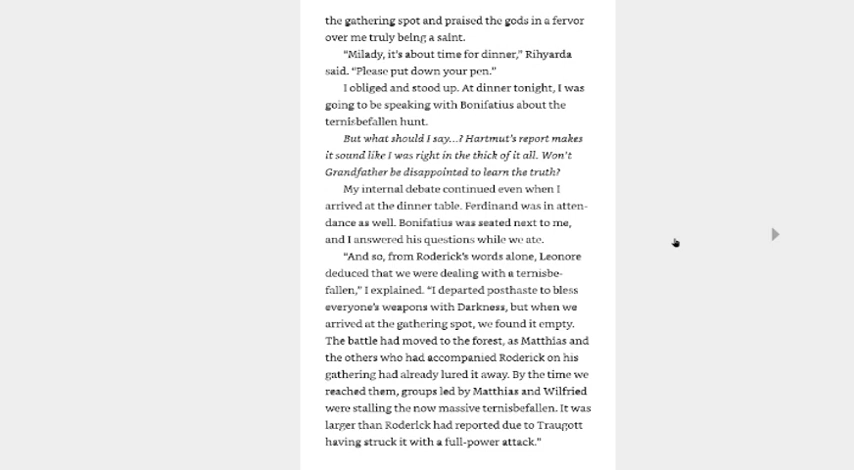 the gathering spot and praised the gods in a fervor
over me truly being a saint.
“Milady, it’s about time for dinner,” Rihyarda
said. “Please put down your pen.”
I obliged and stood up. At dinner tonight, I was
going to be speaking with Bonifatius about the
ternisbefallen hunt.
But what should I say...? Hartmut’s report makes
it sound like I was right in the thick of it all. Won’t
Grandfather be disappointed to learn the truth?
My internal debate continued even when I
arrived at the dinner table. Ferdinand was in atten-
dance as well. Bonifatius was seated next to me,
and I answered his questions while we ate.
“And so, from Roderick’s words alone, Leonore
deduced that we were dealing with a ternisbe-
fallen,” I explained. “I departed posthaste to bless
everyone’s weapons with Darkness, but when we
arrived at the gathering spot, we found it empty.
The battle had moved to the forest, as Matthias and
the others who had accompanied Roderick on his
gathering had already lured it away. By the time we
reached them, groups led by Matthias and Wilfried
were stalling the now massive ternisbefallen. It was
larger than Roderick had reported due to Traugott
having struck it with a full-power attack.”